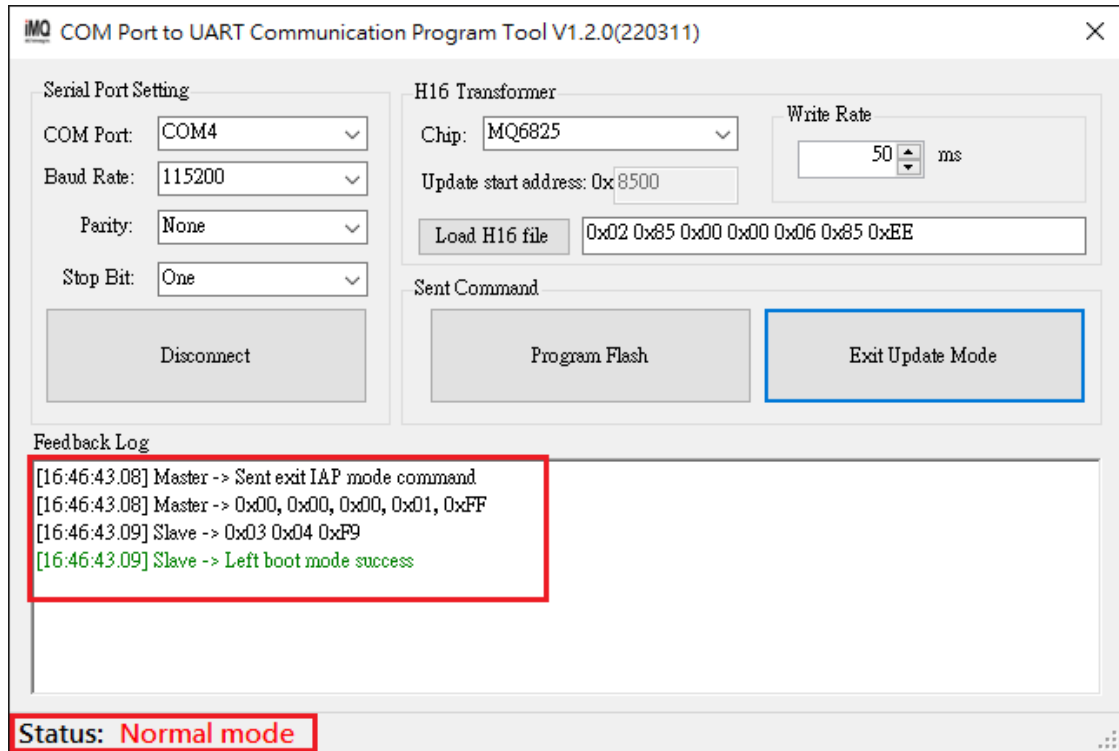 iMQ COM Port to UART Communication Program Tool V1.2.0(220311)
Serial Port Setting
COM Port: COM4
Baud Rate: 115200
Parity: None
Stop Bit: One
Disconnect
H16 Transformer
Chip: MQ6825
Update start address: 0x 8500
Write Rate
50 ms
Load H16 file 0x02 0x85 0x00 0x00 0x06 0x85 0xEE
Sent Command
Program Flash
Exit Update Mode
Feedback Log
[16:46:43.08] Master -> Sent exit IAP mode command
[16:46:43.08] Master -> 0x00, 0x00, 0x00, 0x01, 0xFF
[16:46:43.09] Slave -> 0x03 0x04 0xF9
[16:46:43.09] Slave -> Left boot mode success
Status: Normal mode